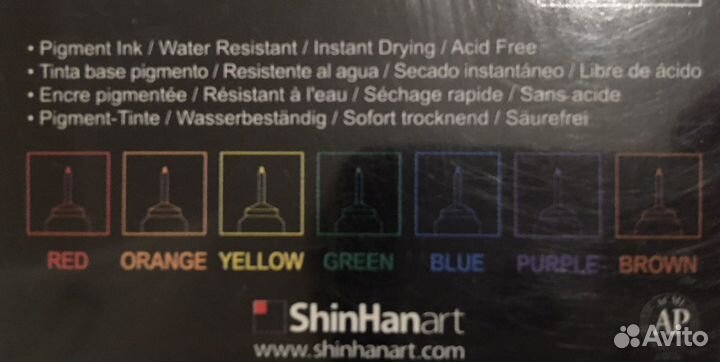 • Pigment Ink / Water Resistant / Instant Drying / Acid Free
• Tinta base pigmento / Resistente al agua / Secado instantáneo / Libre de ácido
• Encre pigmentée / Résistant à l'eau / Séchage rapide / Sans acide
• Pigment-Tinte / Wasserbeständig / Sofort trocknend / Säurefrei
RED ORANGE YELLOW GREEN BLUE PURPLE BROWN
ShinHanart
AP
www.shinhanart.com
Avito